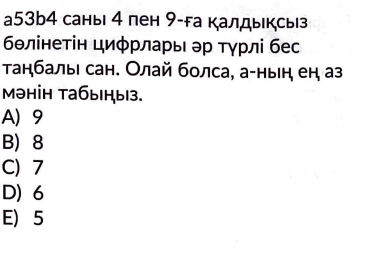 a53b4 саны 4 пен 9-ға қалдықсыз
бөлінетін цифрлары әр түрлі бес
таңбалы сан. Олай болса, а-ның ең аз
мәнін табыңыз.
A) 9
B) 8
C) 7
D) 6
E) 5